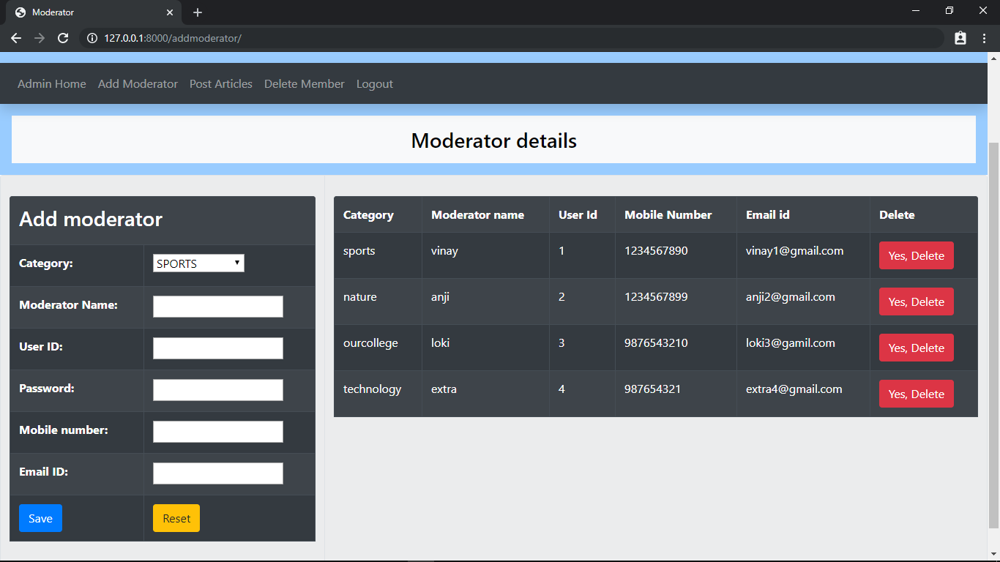 Moderator
127.0.0.1:8000/addmoderator/
Admin Home Add Moderator Post Articles Delete Member Logout
Moderator details
Add moderator
Category: SPORTS
Moderator Name:
User ID:
Password:
Mobile number:
Email ID:
Save Reset
Category Moderator name User Id Mobile Number Email id Delete
sports vinay 1 1234567890 vinay1@gmail.com Yes, Delete
nature anji 2 1234567899 anji2@gmail.com Yes, Delete
ourcollege loki 3 9876543210 loki3@gamil.com Yes, Delete
technology extra 4 987654321 extra4@gmail.com Yes, Delete